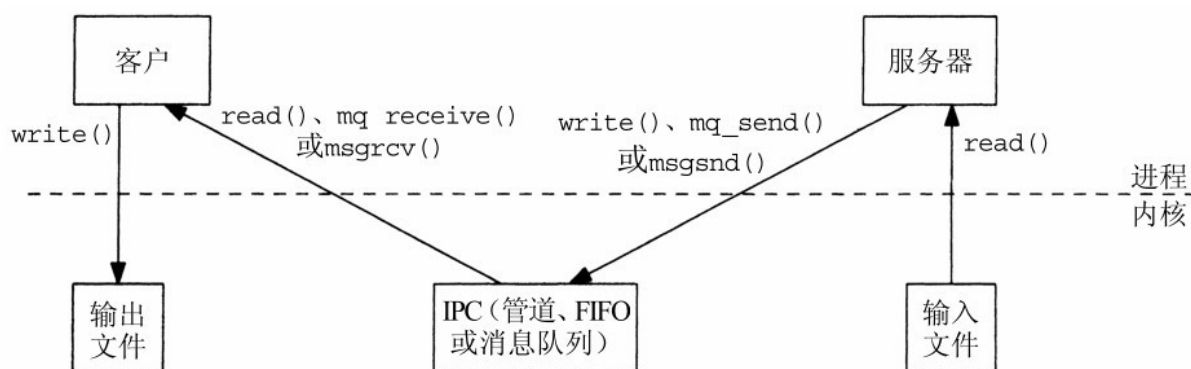 客户
服务器
write()
read()、mq receive()
或msgrcv()
write()、mq_send()
或msgsnd()
read()
进程
内核
输出
文件
IPC(管道、FIFO
或消息队列)
输入
文件